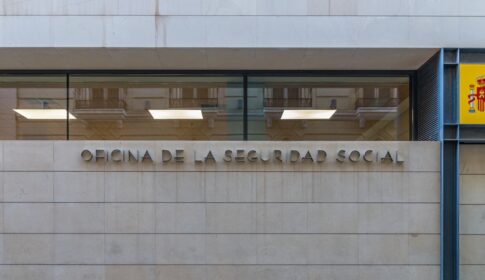 OFICINA DE LA SEGURIDAD SOCIAL